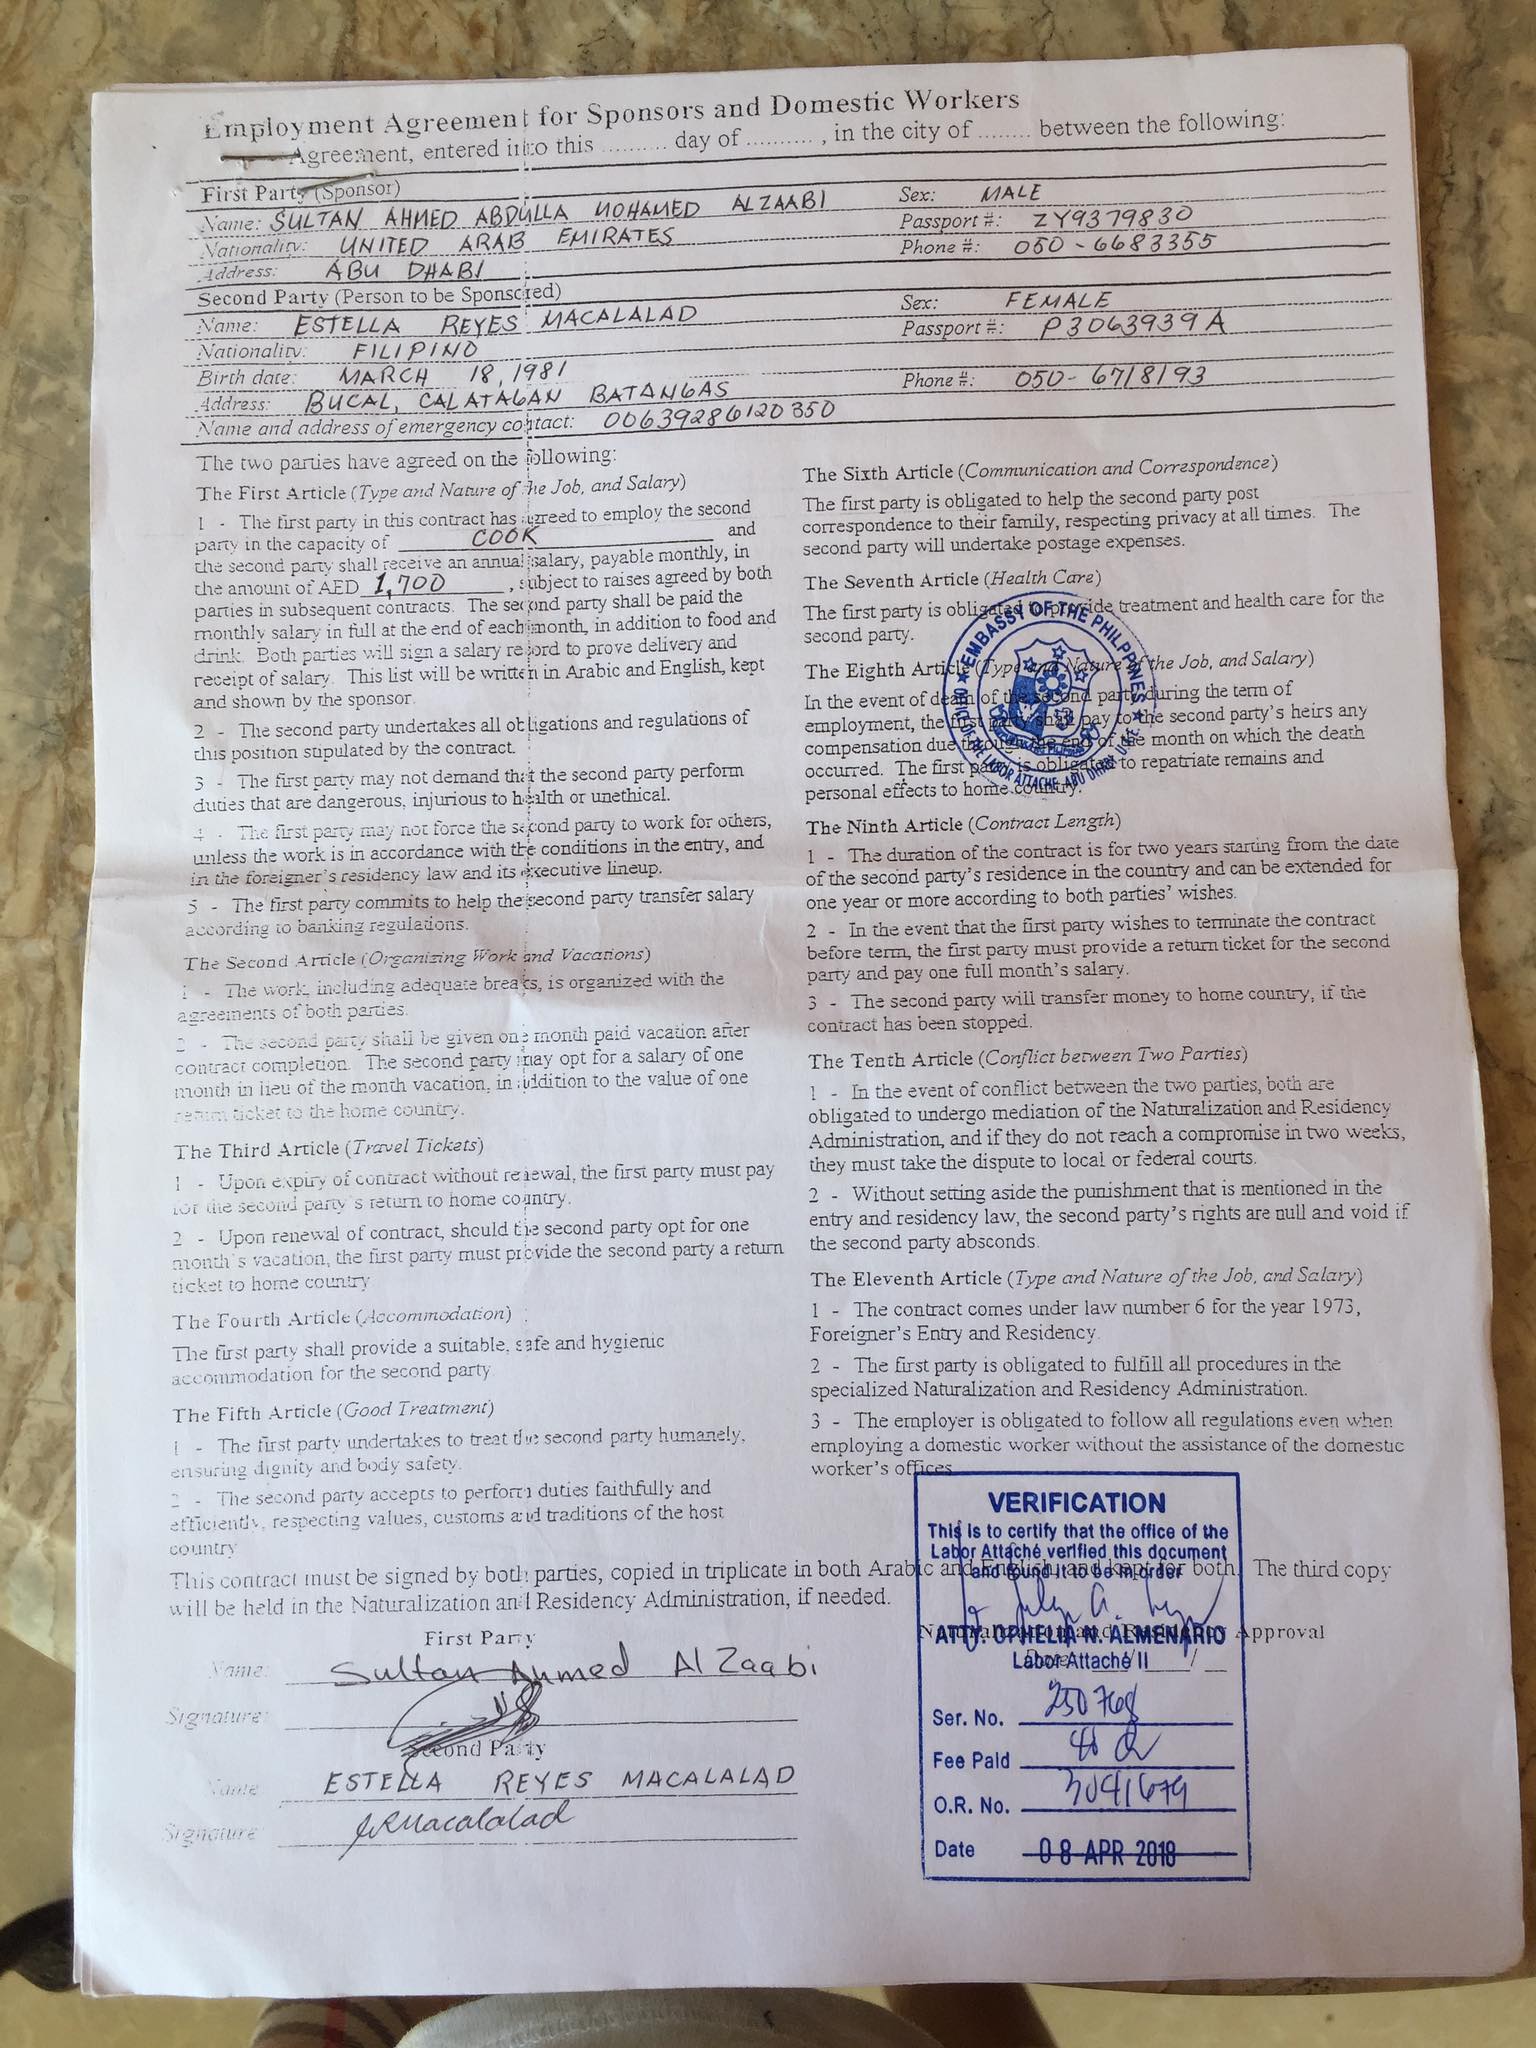 Employment Agreement for Sponsors and Domestic Workers
Agreement, entered into this .......... day of .........., in the city of ........ between the following:
First Party (Sponsor)
Name: SULTAN AHMED ABDULLA MOHAMED ALZAABI Sex: MALE
Nationality: UNITED ARAB EMIRATES Passport #: ZY9379830
Address: ABU DHABI Phone #: 050-6683355
Second Party (Person to be Sponsored)
Name: ESTELLA REYES MACALALAD Sex: FEMALE
Nationality: FILIPINO Passport #: P3063939A
Birth date: MARCH 18, 1981
Address: BUCAL, CALATAGAN BATANGAS Phone #: 050-6718193
Name and address of emergency contact: 00639286120350
The two parties have agreed on the following:
The First Article (Type and Nature of the Job, and Salary)
1 - The first party in this contract has agreed to employ the second
party in the capacity of COOK and
the second party shall receive an annual salary, payable monthly, in
the amount of AED 1,700, subject to raises agreed by both
parties in subsequent contracts. The second party shall be paid the
monthly salary in full at the end of each month, in addition to food and
drink. Both parties will sign a salary record to prove delivery and
receipt of salary. This list will be written in Arabic and English, kept
and shown by the sponsor.
2 - The second party undertakes all obligations and regulations of
this position stipulated by the contract.
3 - The first party may not demand that the second party perform
duties that are dangerous, injurious to health or unethical.
4 - The first party may not force the second party to work for others,
unless the work is in accordance with the conditions in the entry, and
in the foreigner's residency law and its executive lineup.
5 - The first party commits to help the second party transfer salary
according to banking regulations.
The Second Article (Organizing Work and Vacations)
1 - The work, including adequate breaks, is organized with the
agreements of both parties.
2 - The second party shall be given one month paid vacation after
contract completion. The second party may opt for a salary of one
month in lieu of the month vacation, in addition to the value of one
return ticket to the home country.
The Third Article (Travel Tickets)
1 - Upon expiry of contract without renewal, the first party must pay
for the second party's return to home country.
2 - Upon renewal of contract, should the second party opt for one
month's vacation, the first party must provide the second party a return
ticket to home country
The Fourth Article (Accommodation)
The first party shall provide a suitable, safe and hygienic
accommodation for the second party.
The Fifth Article (Good Treatment)
1 - The first party undertakes to treat the second party humanely,
ensuring dignity and body safety.
2 - The second party accepts to perform duties faithfully and
efficiently, respecting values, customs and traditions of the host
country
The Sixth Article (Communication and Correspondence)
The first party is obligated to help the second party post
correspondence to their family, respecting privacy at all times. The
second party will undertake postage expenses.
The Seventh Article (Health Care)
The first party is obligated to provide treatment and health care for the
second party.
The Eighth Article (Type and Nature of the Job, and Salary)
In the event of death of the second party during the term of
employment, the first party shall pay to the second party's heirs any
compensation due through the end of the month on which the death
occurred. The first party is obligated to repatriate remains and
personal effects to home country.
EMBASSY OF THE PHILIPPINES
OFFICE OF THE LABOR ATTACHE, ABU DHABI, U.A.E.
The Ninth Article (Contract Length)
1 - The duration of the contract is for two years starting from the date
of the second party's residence in the country and can be extended for
one year or more according to both parties' wishes.
2 - In the event that the first party wishes to terminate the contract
before term, the first party must provide a return ticket for the second
party and pay one full month's salary.
3 - The second party will transfer money to home country, if the
contract has been stopped.
The Tenth Article (Conflict between Two Parties)
1 - In the event of conflict between the two parties, both are
obligated to undergo mediation of the Naturalization and Residency
Administration, and if they do not reach a compromise in two weeks,
they must take the dispute to local or federal courts.
2 - Without setting aside the punishment that is mentioned in the
entry and residency law, the second party's rights are null and void if
the second party absconds.
The Eleventh Article (Type and Nature of the Job, and Salary)
1 - The contract comes under law number 6 for the year 1973,
Foreigner's Entry and Residency.
2 - The first party is obligated to fulfill all procedures in the
specialized Naturalization and Residency Administration.
3 - The employer is obligated to follow all regulations even when
employing a domestic worker without the assistance of the domestic
worker's offices
This contract must be signed by both parties, copied in triplicate in both Arabic and English, and kept for both. The third copy
will be held in the Naturalization and Residency Administration, if needed.
First Party
Name: Sultan Ahmed Al Zaabi
Signature:
Second Party
Name ESTELLA REYES MACALALAD
Signature ERMacalalad
Naturalization and Residency Approval
Date: __/__/__
VERIFICATION
This is to certify that the office of the
Labor Attaché verified this document
and found it to be in order
ATTY. OPHELIA N. ALMENARIO
Labor Attaché II
Ser. No. 250768
Fee Paid 40
O.R. No. 3041679
Date 08 APR 2018